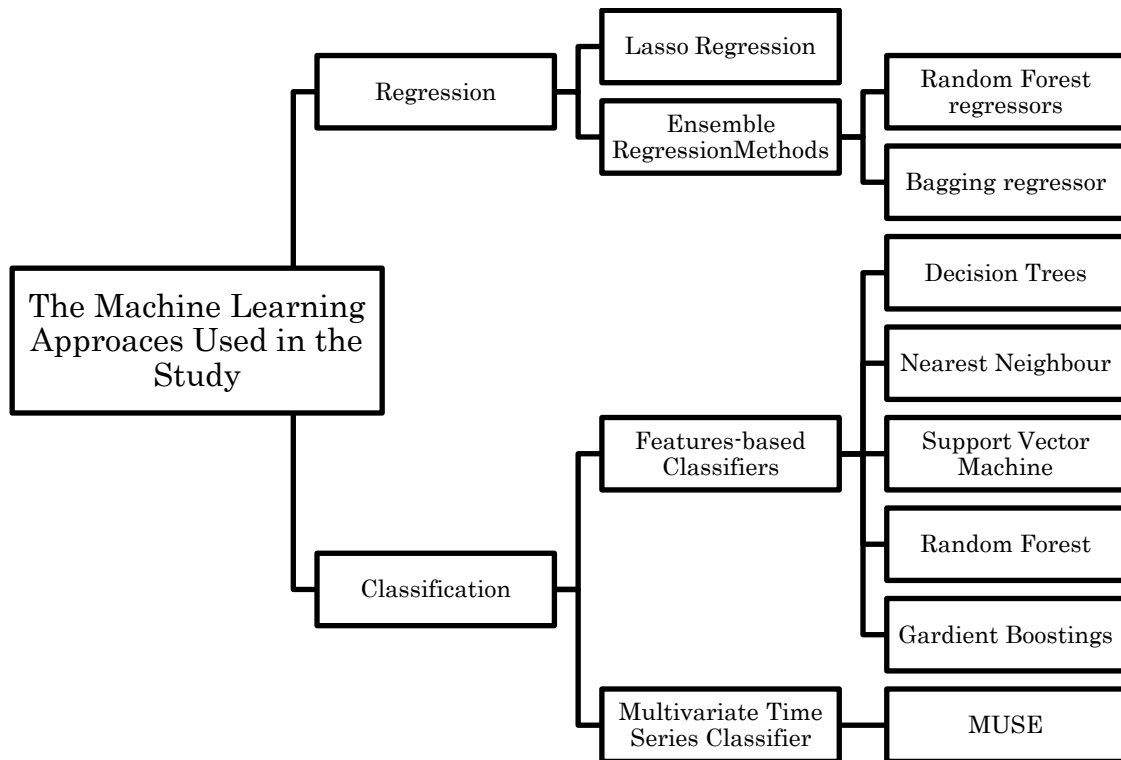 Lasso Regression
Regression
Random Forest
regressors
Ensemble
RegressionMethods
Bagging regressor
The Machine Learning
Approaces Used in the
Study
Decision Trees
Nearest Neighbour
Features-based
Classifiers
Support Vector
Machine
Random Forest
Classification
Gardient Boostings
Multivariate Time
Series Classifier
MUSE